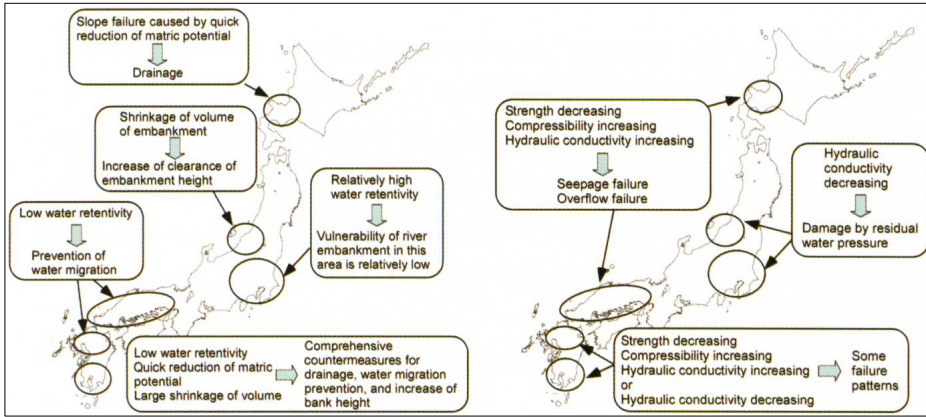 Slope failure caused by quick
reduction of matric potential
Drainage
Shrinkage of volume
of embankment
Increase of clearance of
embankment height
Relatively high
water retentivity
Vulnerability of river
embankment in this
area is relatively low
Low water retentivity
Prevention of
water migration
Low water retentivity
Quick reduction of matric
potential
Large shrinkage of volume
Comprehensive
countermeasures for
drainage, water migration
prevention, and increase of
bank height
Strength decreasing
Compressibility increasing
Hydraulic conductivity increasing
Seepage failure
Overflow failure
Hydraulic
conductivity
decreasing
Damage by residual
water pressure
Strength decreasing
Compressibility increasing
Hydraulic conductivity increasing
or
Hydraulic conductivity decreasing
Some
failure
patterns